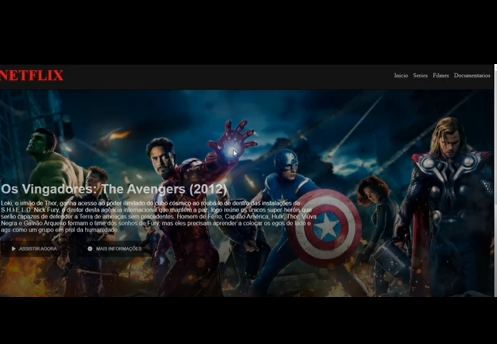 NETFLIX
Inicio Series Filmes Documentarios
Os Vingadores: The Avengers (2012)
Loki, o irmão de Thor, ganha acesso ao poder ilimitado do cubo cósmico ao roubá-lo de dentro das instalações da
S.H.I.E.L.D. Nick Fury, o diretor desta agência internacional que mantém a paz, logo reúne os únicos super-heróis que
serão capazes de defender a Terra de ameaças sem precedentes. Homem de Ferro, Capitão América, Hulk, Thor, Viúva
Negra e Gavião Arqueiro formam o time dos sonhos de Fury, mas eles precisam aprender a colocar os egos de lado e
agir como um grupo em prol da humanidade.
ASSISTIR AGORA MAIS INFORMAÇÕES